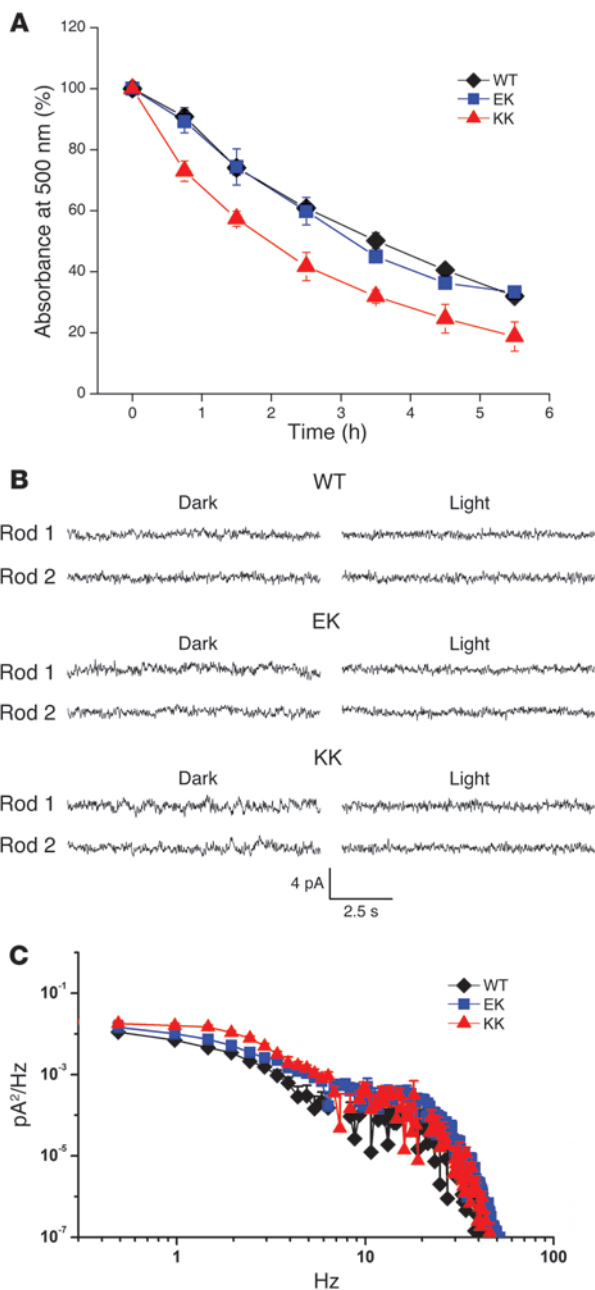 A
120
100
80
60
40
20
0
Absorbance at 500 nm (%)
WT
EK
KK
0 1 2 3 4 5 6
Time (h)
B
WT
Dark Light
Rod 1
Rod 2
EK
Dark Light
Rod 1
Rod 2
KK
Dark Light
Rod 1
Rod 2
4 pA
2.5 s
C
10-1
10-3
10-5
10-7
pA2/Hz
WT
EK
KK
1 10 100
Hz